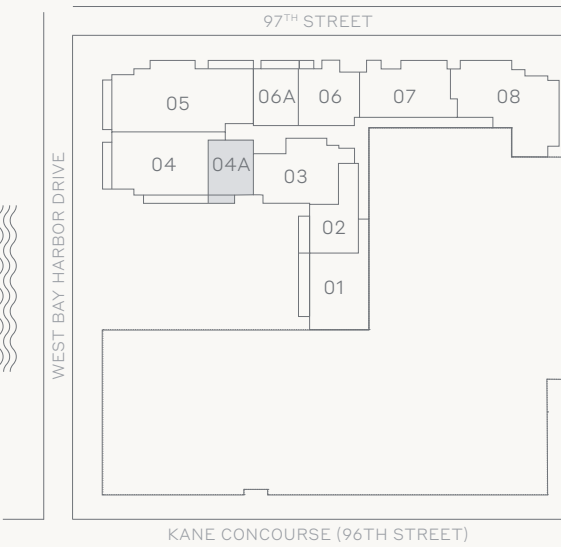 97TH STREET
05
06A
06
07
08
04
04A
03
02
01
WEST BAY HARBOR DRIVE
KANE CONCOURSE (96TH STREET)